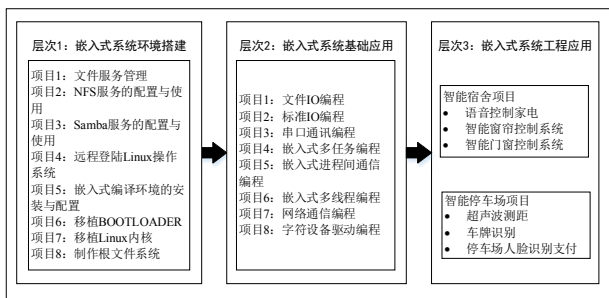 层次1：嵌入式系统环境搭建
项目1：文件服务管理
项目2：NFS服务的配置与使
用
项目3：Samba服务的配置与
使用
项目4：远程登陆Linux操作
系统
项目5：嵌入式编译环境的安
装与配置
项目6：移植BOOTLOADER
项目7：移植Linux内核
项目8：制作根文件系统
层次2：嵌入式系统基础应用
项目1：文件IO编程
项目2：标准IO编程
项目3：串口通讯编程
项目4：嵌入式多任务编程
项目5：嵌入式进程间通信
编程
项目6：嵌入式多线程编程
项目7：网络通信编程
项目8：字符设备驱动编程
层次3：嵌入式系统工程应用
智能宿舍项目
● 语音控制家电
● 智能窗帘控制系统
● 智能门窗控制系统
智能停车场项目
● 超声波测距
● 车牌识别
● 停车场人脸识别支付